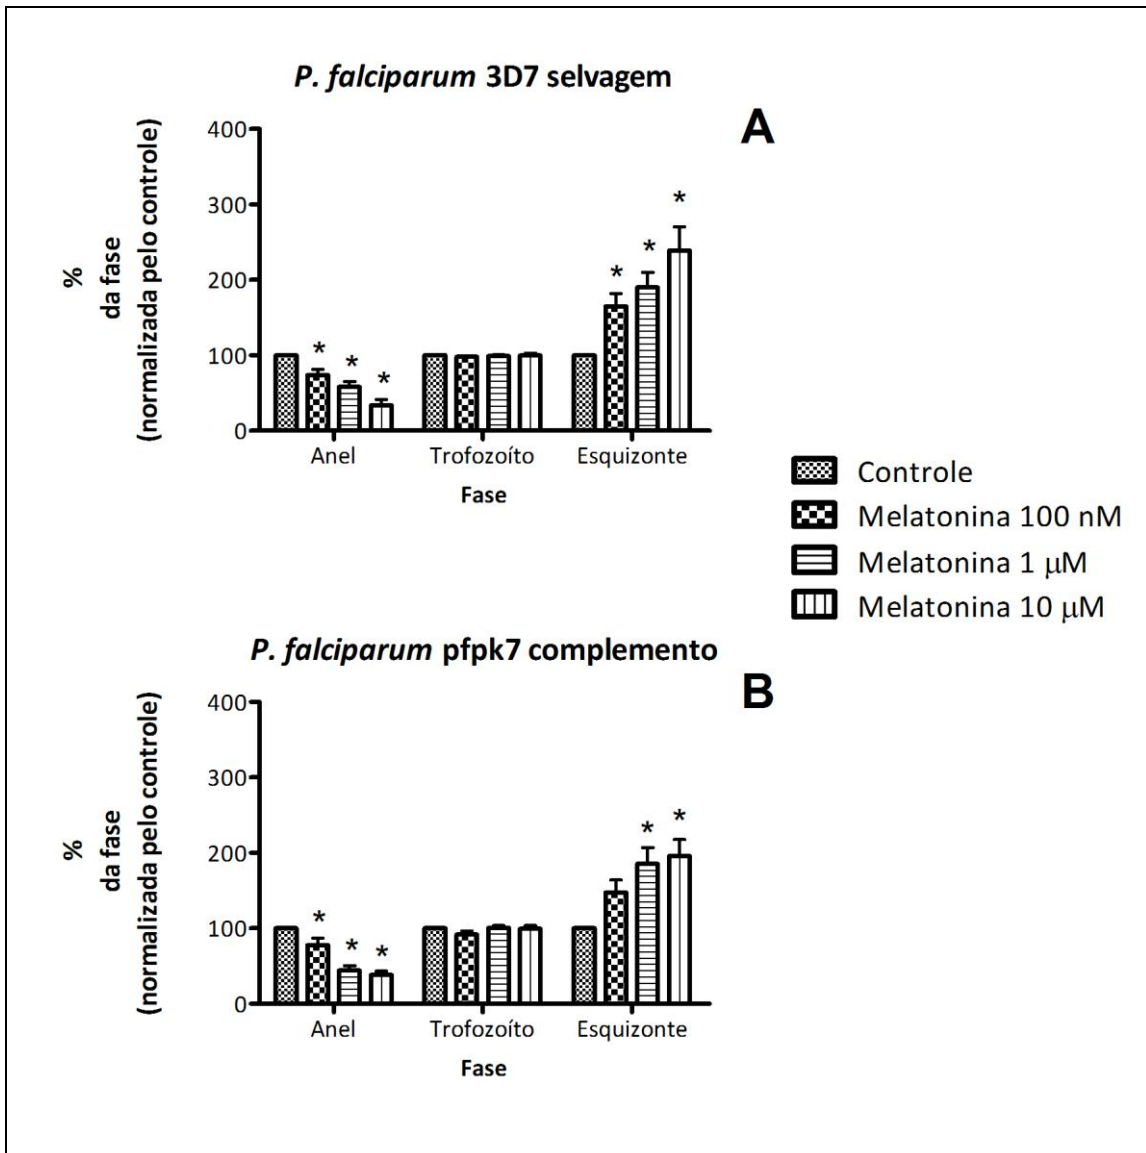 P. falciparum 3D7 selvagem
A
%
da fase
(normalizada pelo controle)
400
300
200
100
0
* * *
* * *
Anel Trofozoíto Esquizonte
Fase
Controle
Melatonina 100 nM
Melatonina 1 μM
Melatonina 10 μM
P. falciparum pfpk7 complemento
B
%
da fase
(normalizada pelo controle)
400
300
200
100
0
* * *
* *
Anel Trofozoíto Esquizonte
Fase